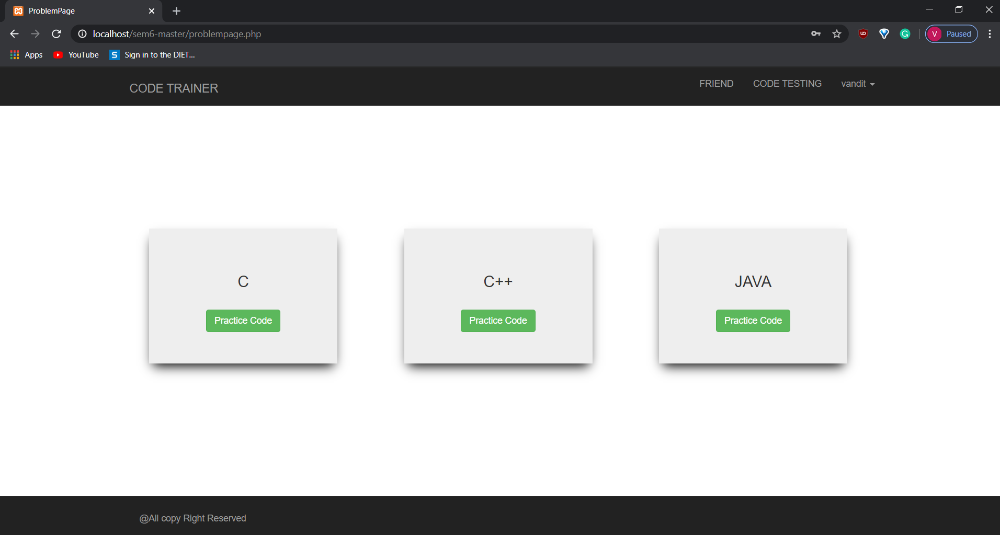 ProblemPage
localhost/sem6-master/problempage.php
V Paused
Apps YouTube S Sign in to the DIET...
CODE TRAINER FRIEND CODE TESTING vandit
C C++ JAVA
Practice Code Practice Code Practice Code
@All copy Right Reserved